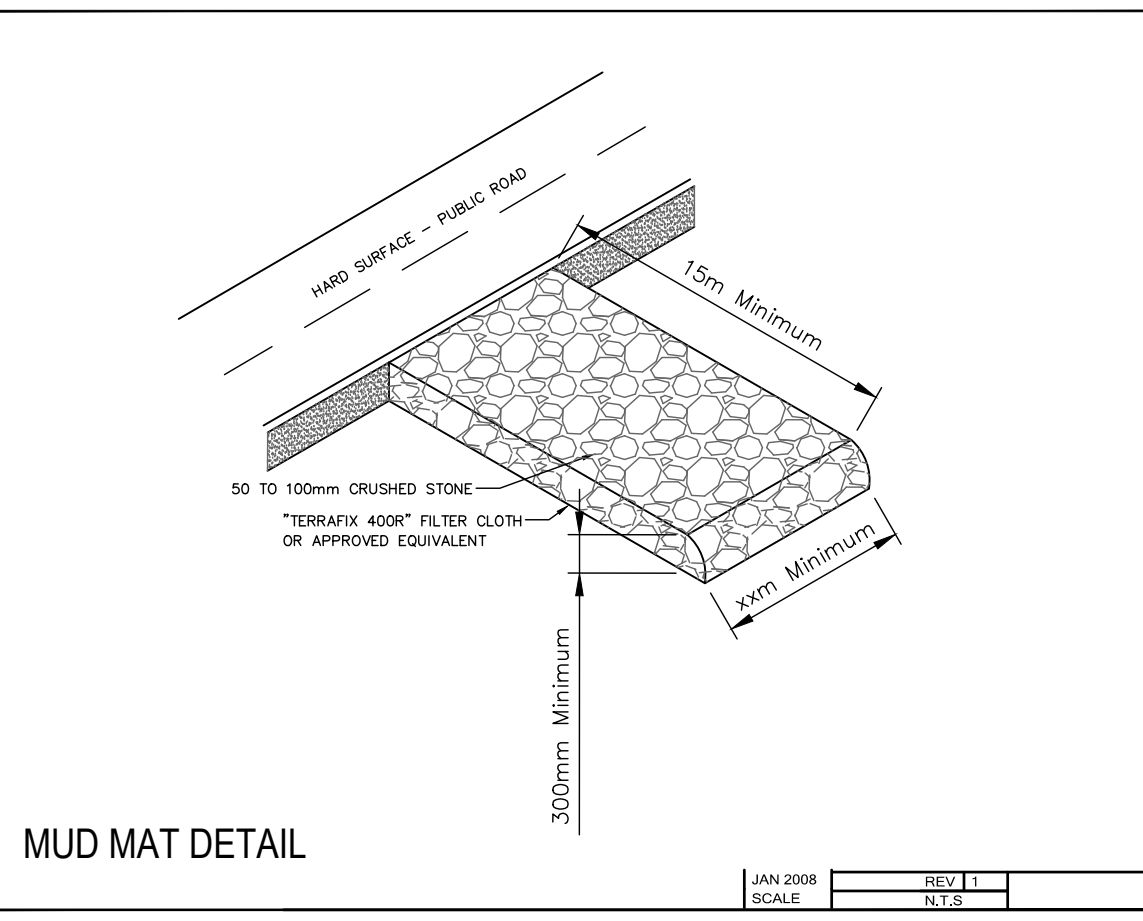 HARD SURFACE - PUBLIC ROAD
15m Minimum
50 TO 100mm CRUSHED STONE
"TERRAFIX 400R" FILTER CLOTH
OR APPROVED EQUIVALENT
xxm Minimum
300mm Minimum
MUD MAT DETAIL
JAN 2008 REV 1
SCALE N.T.S